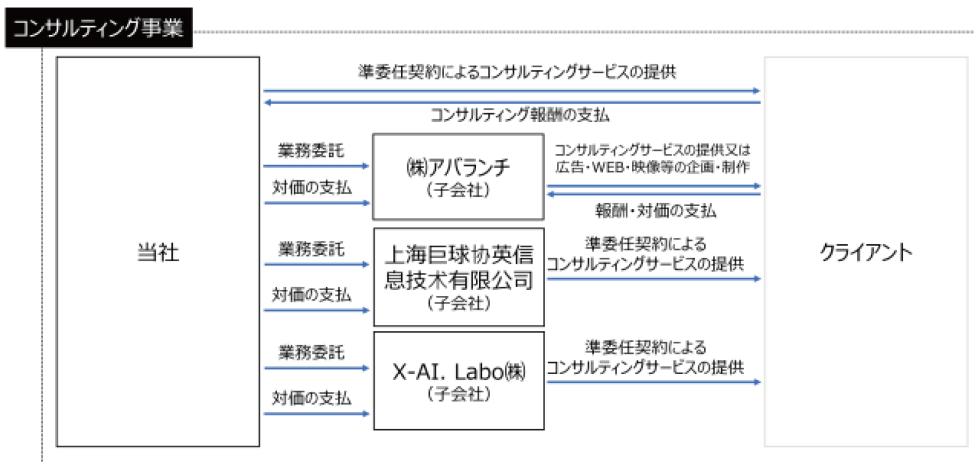 コンサルティング事業
準委任契約によるコンサルティングサービスの提供
コンサルティング報酬の支払
当社
業務委託
対価の支払
㈱アバランチ
(子会社)
コンサルティングサービスの提供又は
広告・WEB・映像等の企画・制作
報酬・対価の支払
業務委託
対価の支払
上海巨球协英信
息技术有限公司
(子会社)
準委任契約による
コンサルティングサービスの提供
業務委託
対価の支払
X-AI. Labo㈱
(子会社)
準委任契約による
コンサルティングサービスの提供
クライアント